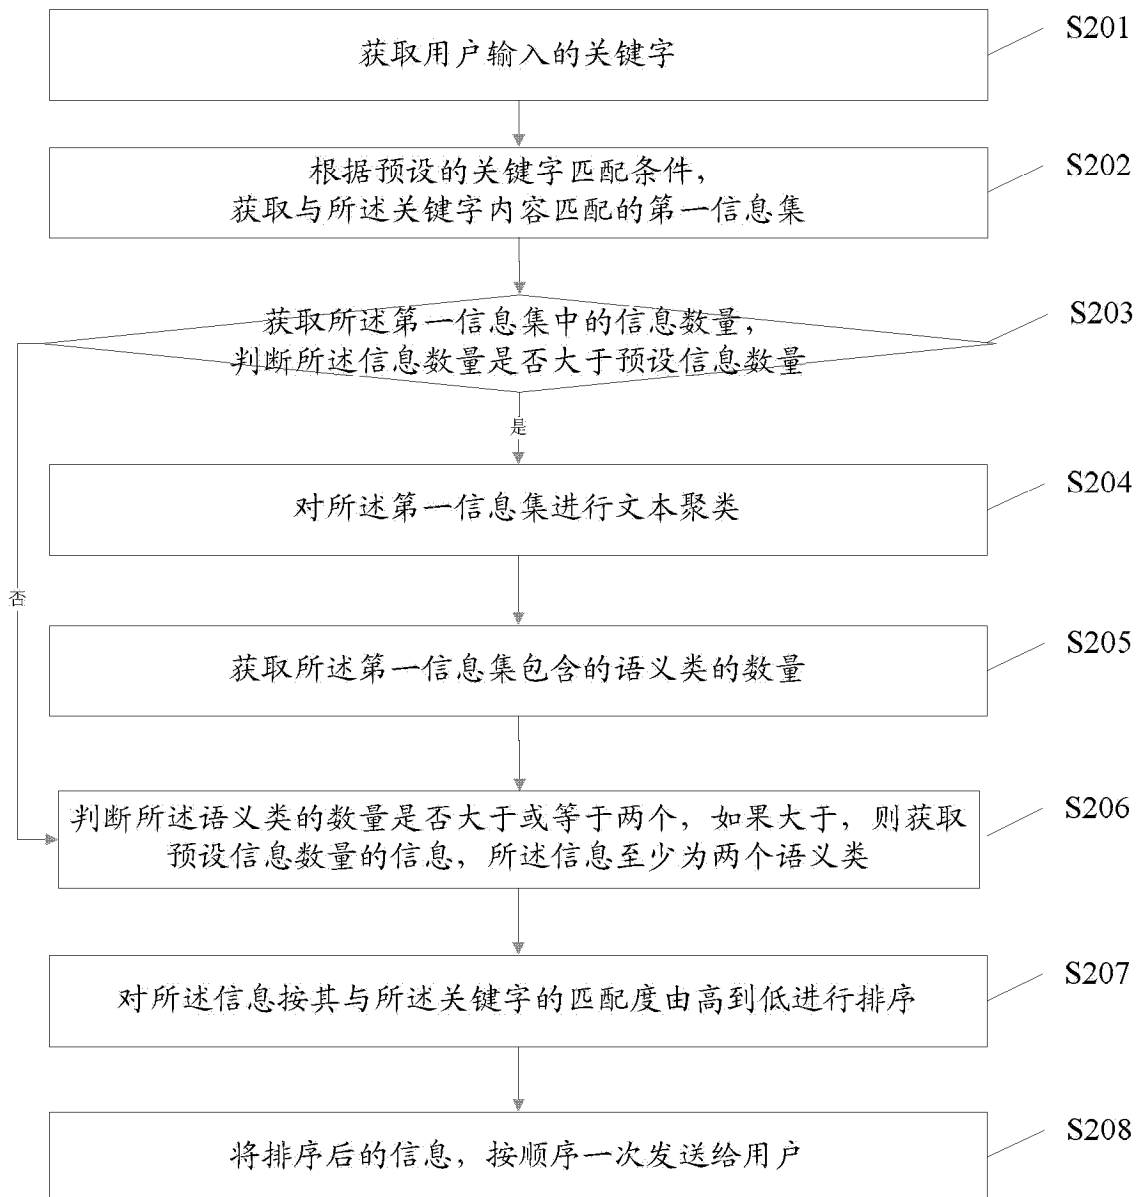 获取用户输入的关键字
S201
根据预设的关键字匹配条件，
获取与所述关键字内容匹配的第一信息集
S202
获取所述第一信息集中的信息数量，
判断所述信息数量是否大于预设信息数量
S203
是
对所述第一信息集进行文本聚类
S204
否
获取所述第一信息集包含的语义类的数量
S205
判断所述语义类的数量是否大于或等于两个，如果大于，则获取
预设信息数量的信息，所述信息至少为两个语义类
S206
对所述信息按其与所述关键字的匹配度由高到低进行排序
S207
将排序后的信息，按顺序一次发送给用户
S208